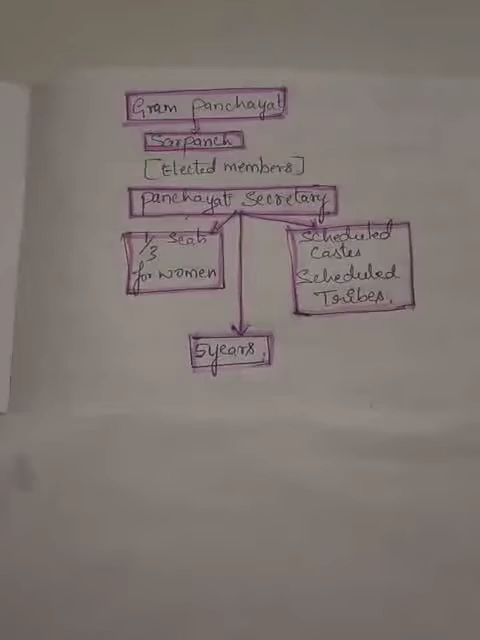 Gram Panchayat
Sarpanch
[Elected members]
Panchayat Secretary
1/3 Seats
for women
Scheduled
Castes
Scheduled
Tribes.
5years.